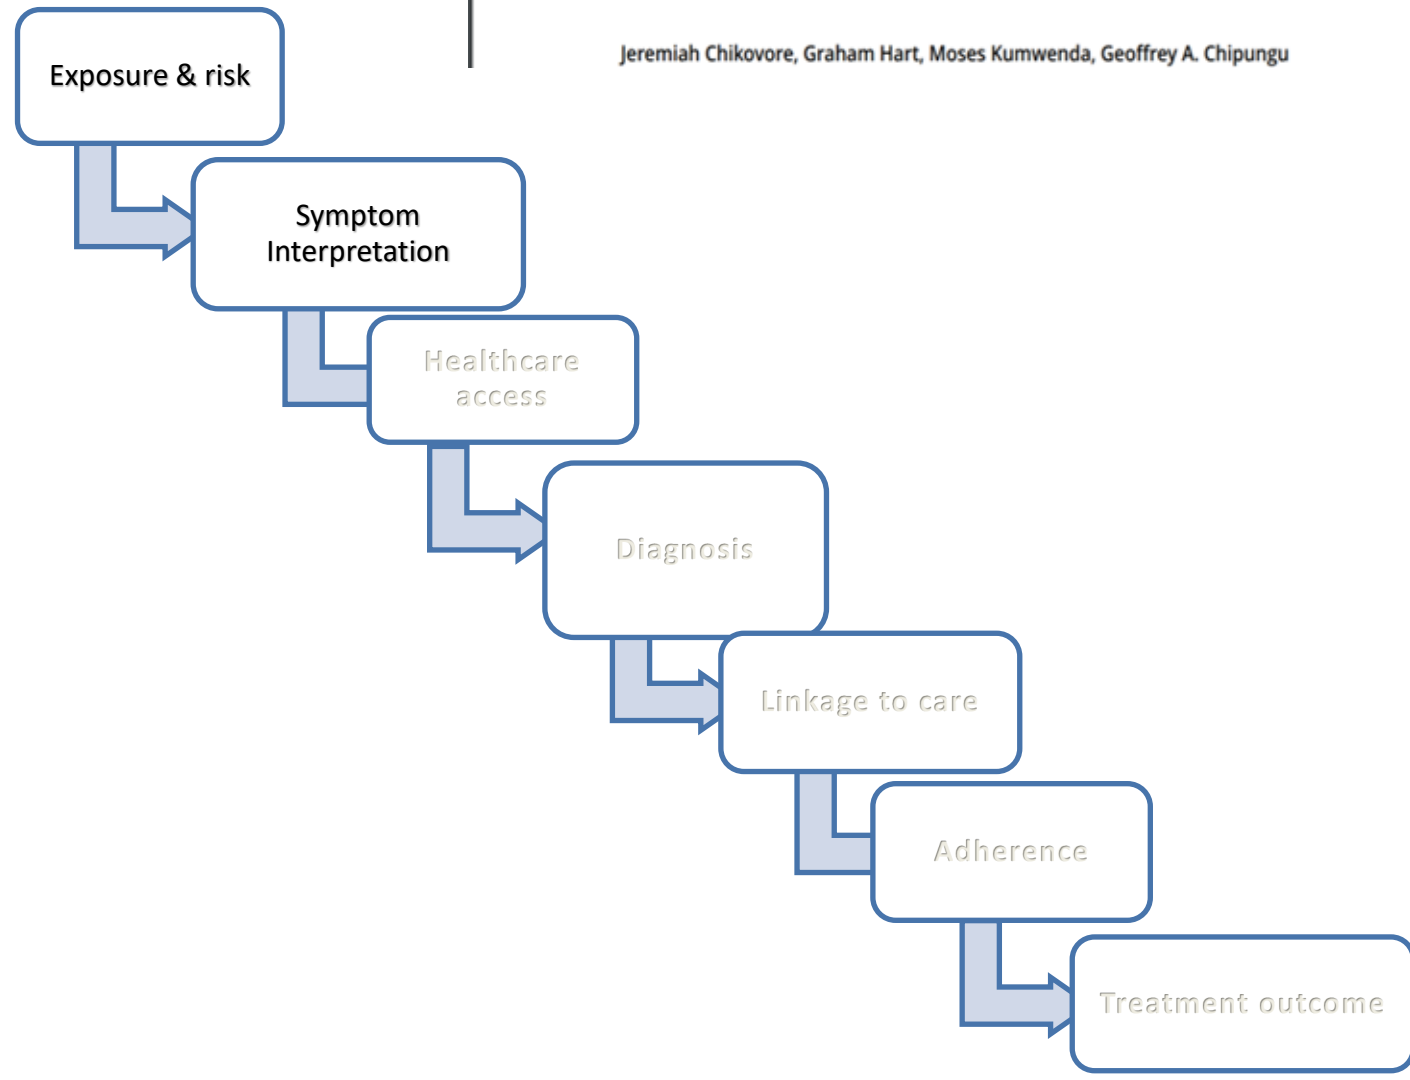 Jeremiah Chikovore, Graham Hart, Moses Kumwenda, Geoffrey A. Chipungu
Exposure & risk
Symptom
Interpretation
Healthcare
access
Diagnosis
Linkage to care
Adherence
Treatment outcome